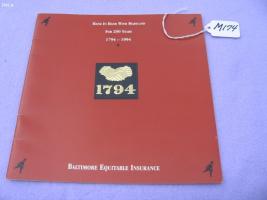 HAND IN HAND WITH MARYLAND
FOR 200 YEARS
1794 - 1994
M174
1794
BALTIMORE EQUITABLE INSURANCE